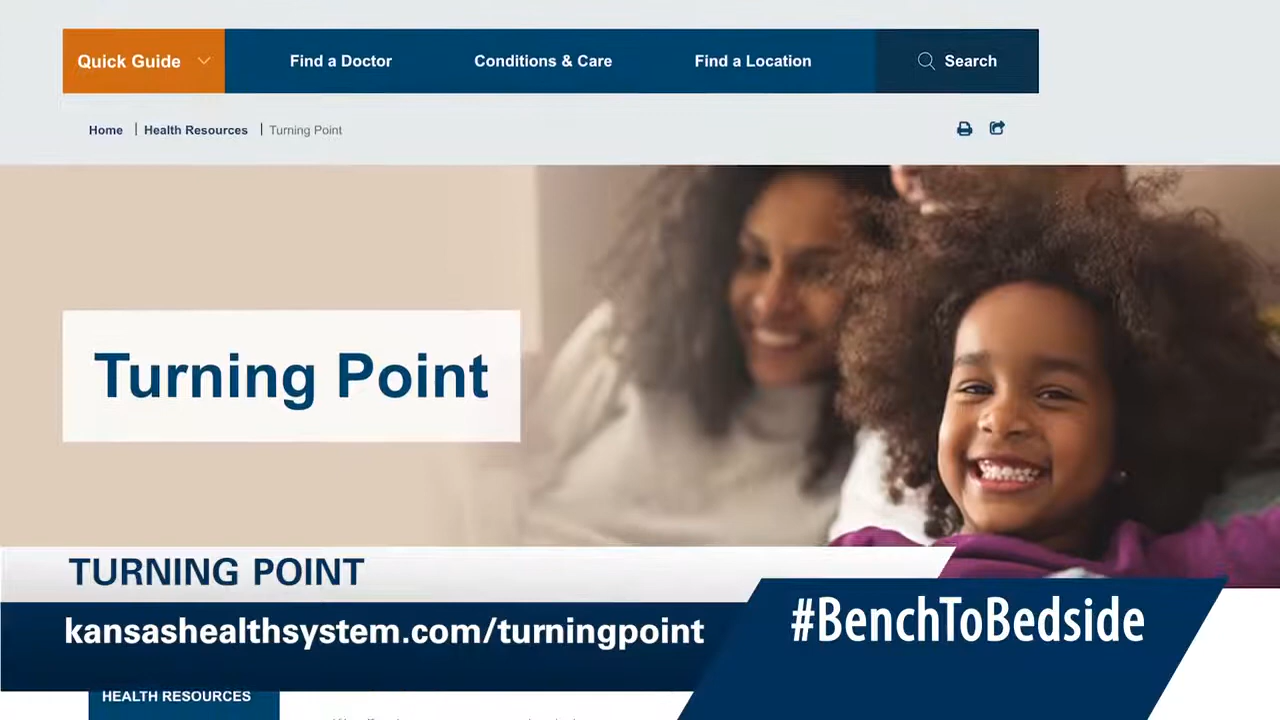 Quick Guide
Find a Doctor
Conditions & Care
Find a Location
Search
Home | Health Resources | Turning Point
Turning Point
TURNING POINT
kansashealthsystem.com/turningpoint
#BenchToBedside
HEALTH RESOURCES